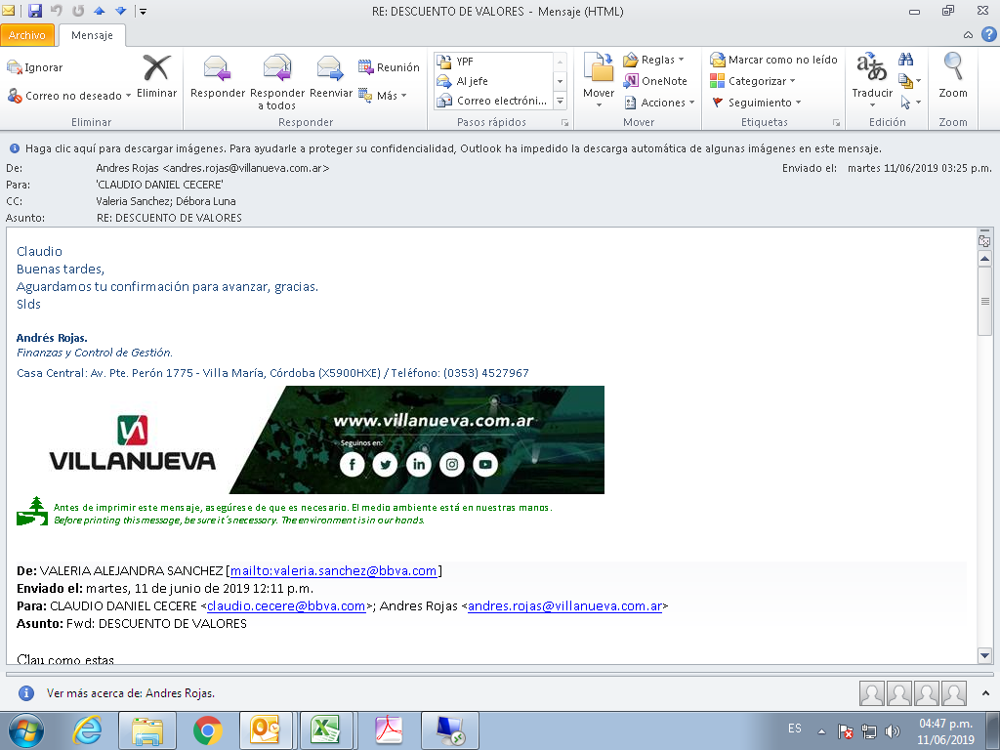 RE: DESCUENTO DE VALORES - Mensaje (HTML)
Archivo
Mensaje
Ignorar
Correo no deseado
Eliminar
Eliminar
Responder
Responder a todos
Reenviar
Reunión
Más
Responder
YPF
Al jefe
Correo electróni...
Pasos rápidos
Mover
Reglas
OneNote
Acciones
Mover
Marcar como no leído
Categorizar
Seguimiento
Etiquetas
Traducir
Edición
Zoom
Zoom
Haga clic aquí para descargar imágenes. Para ayudarle a proteger su confidencialidad, Outlook ha impedido la descarga automática de algunas imágenes en este mensaje.
De: Andres Rojas <andres.rojas@villanueva.com.ar> Enviado el: martes 11/06/2019 03:25 p.m.
Para: 'CLAUDIO DANIEL CECERE'
CC: Valeria Sanchez; Débora Luna
Asunto: RE: DESCUENTO DE VALORES
Claudio
Buenas tardes,
Aguardamos tu confirmación para avanzar, gracias.
Slds
Andrés Rojas.
Finanzas y Control de Gestión.
Casa Central: Av. Pte. Perón 1775 - Villa María, Córdoba (X5900HXE) / Teléfono: (0353) 4527967
VILLANUEVA
www.villanueva.com.ar
Seguinos en:
Antes de imprimir este mensaje, asegúrese de que es necesario. El medio ambiente está en nuestras manos.
Before printing this message, be sure it´s necessary. The environment is in our hands.
De: VALERIA ALEJANDRA SANCHEZ [mailto:valeria.sanchez@bbva.com]
Enviado el: martes, 11 de junio de 2019 12:11 p.m.
Para: CLAUDIO DANIEL CECERE <claudio.cecere@bbva.com>; Andres Rojas <andres.rojas@villanueva.com.ar>
Asunto: Fwd: DESCUENTO DE VALORES
Clau como estas
Ver más acerca de: Andres Rojas.
ES
04:47 p.m.
11/06/2019